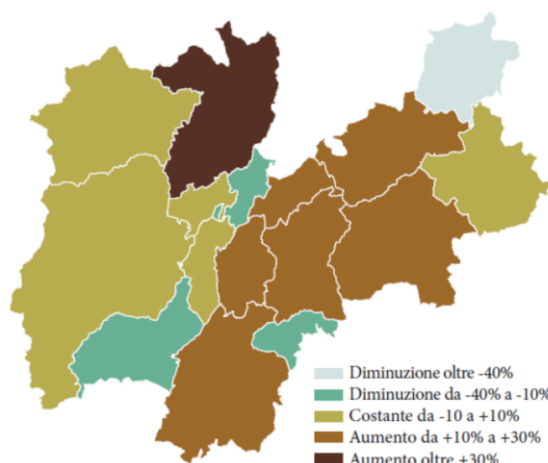 Diminuzione oltre -40%
Diminuzione da -40% a -10%
Costante da -10 a +10%
Aumento da +10% a +30%
Aumento oltre +30%